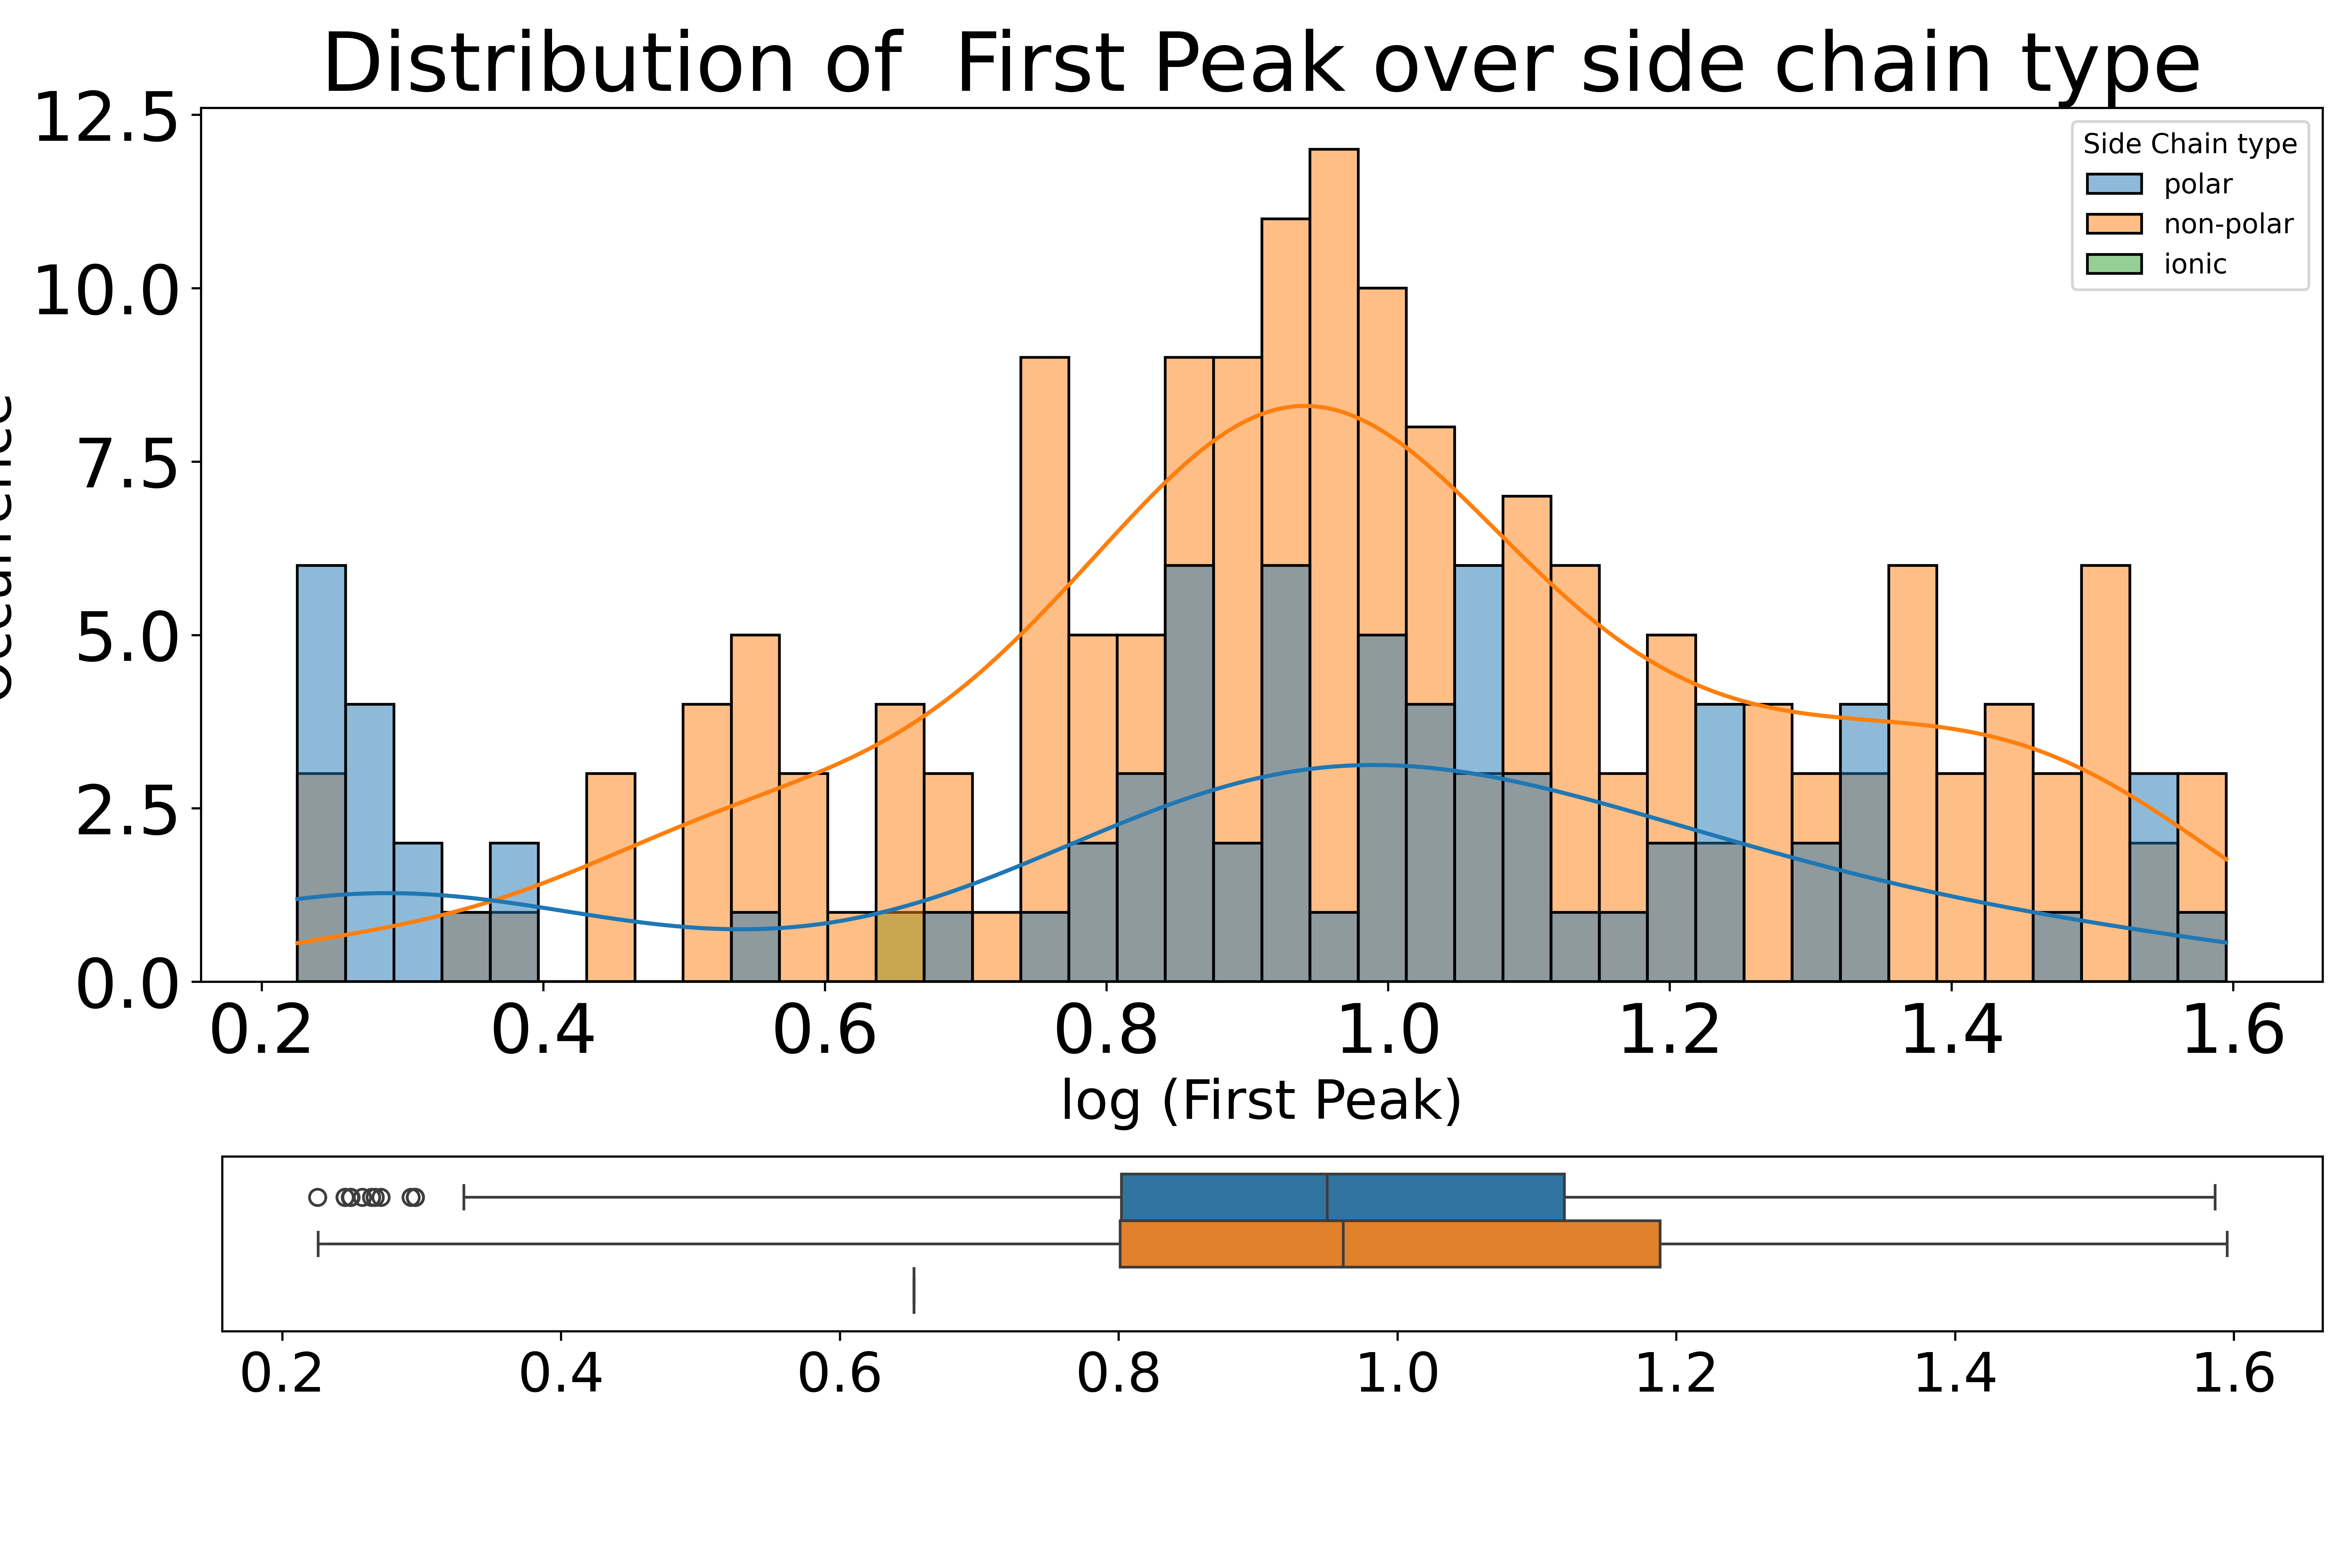 Distribution of  First Peak over side chain type
12.5
10.0
7.5
5.0
2.5
0.0
Side Chain type
polar
non-polar
ionic
0.2 0.4 0.6 0.8 1.0 1.2 1.4 1.6
log (First Peak)
0.2 0.4 0.6 0.8 1.0 1.2 1.4 1.6